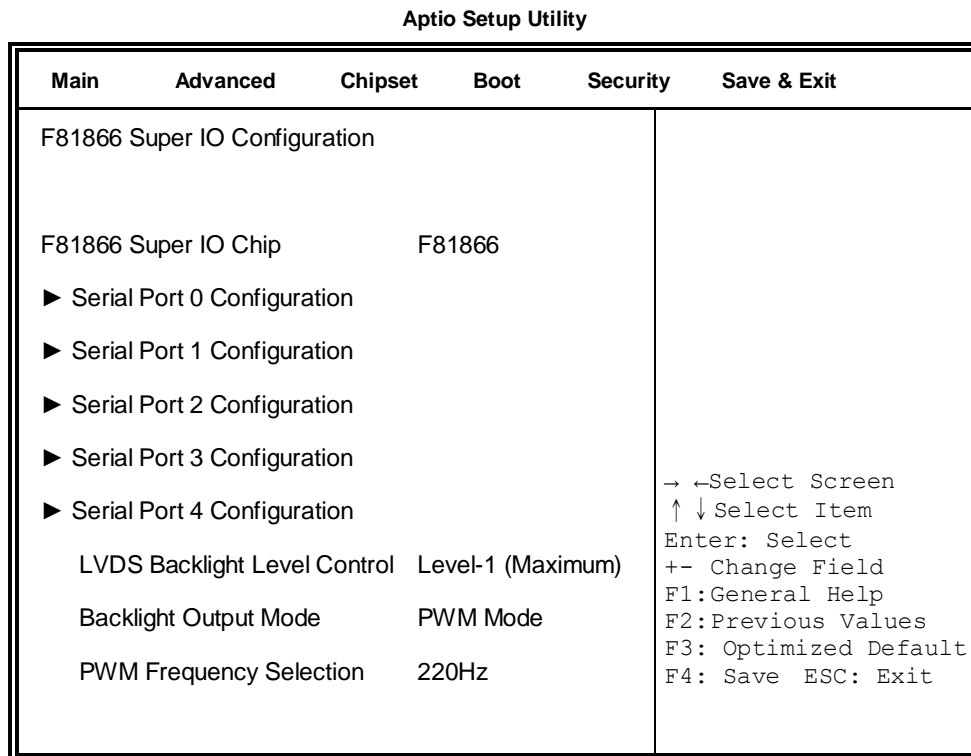 Aptio Setup Utility
Main Advanced Chipset Boot Security Save & Exit
F81866 Super IO Configuration
F81866 Super IO Chip F81866
► Serial Port 0 Configuration
► Serial Port 1 Configuration
► Serial Port 2 Configuration
► Serial Port 3 Configuration
► Serial Port 4 Configuration
LVDS Backlight Level Control Level-1 (Maximum)
Backlight Output Mode PWM Mode
PWM Frequency Selection 220Hz
→ ←Select Screen
↑ ↓ Select Item
Enter: Select
+- Change Field
F1:General Help
F2:Previous Values
F3: Optimized Default
F4: Save ESC: Exit